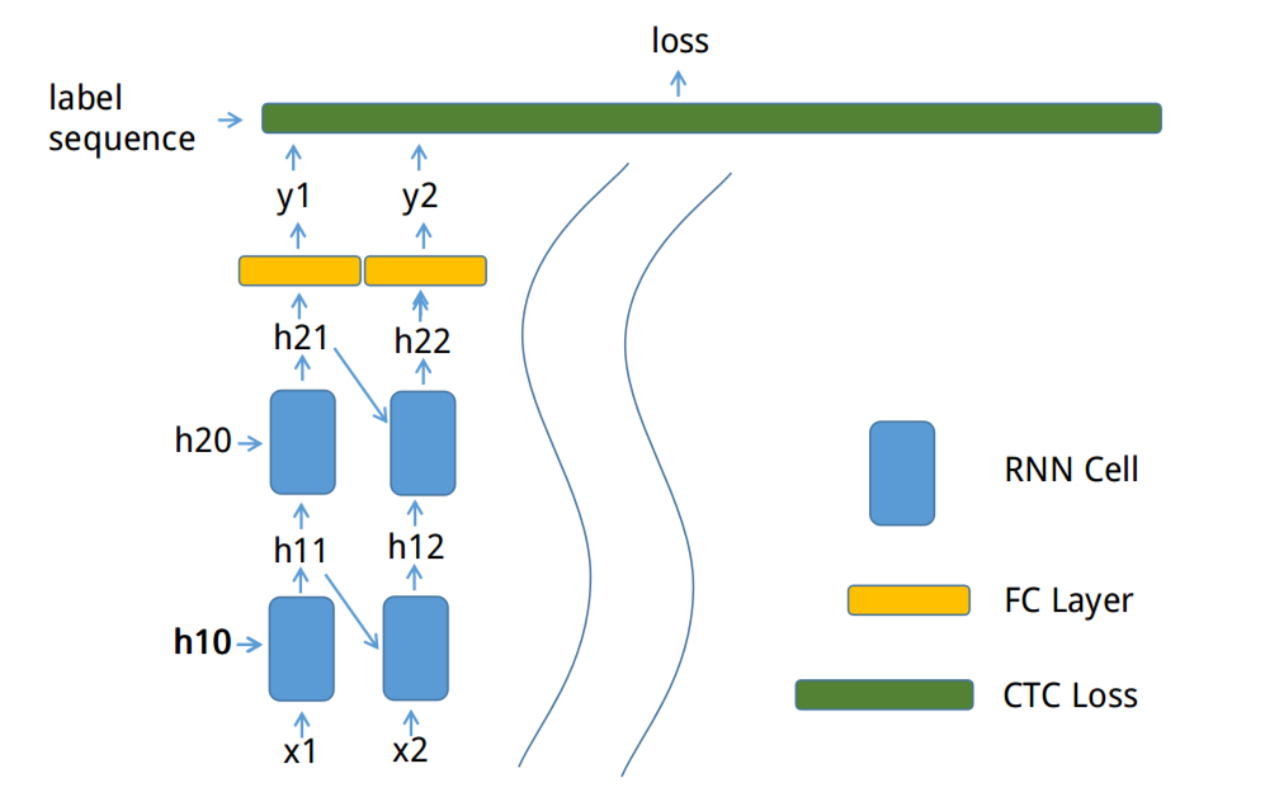 loss
label
sequence
y1
y2
h21
h22
h20
h11
h12
h10
x1
x2
RNN Cell
FC Layer
CTC Loss